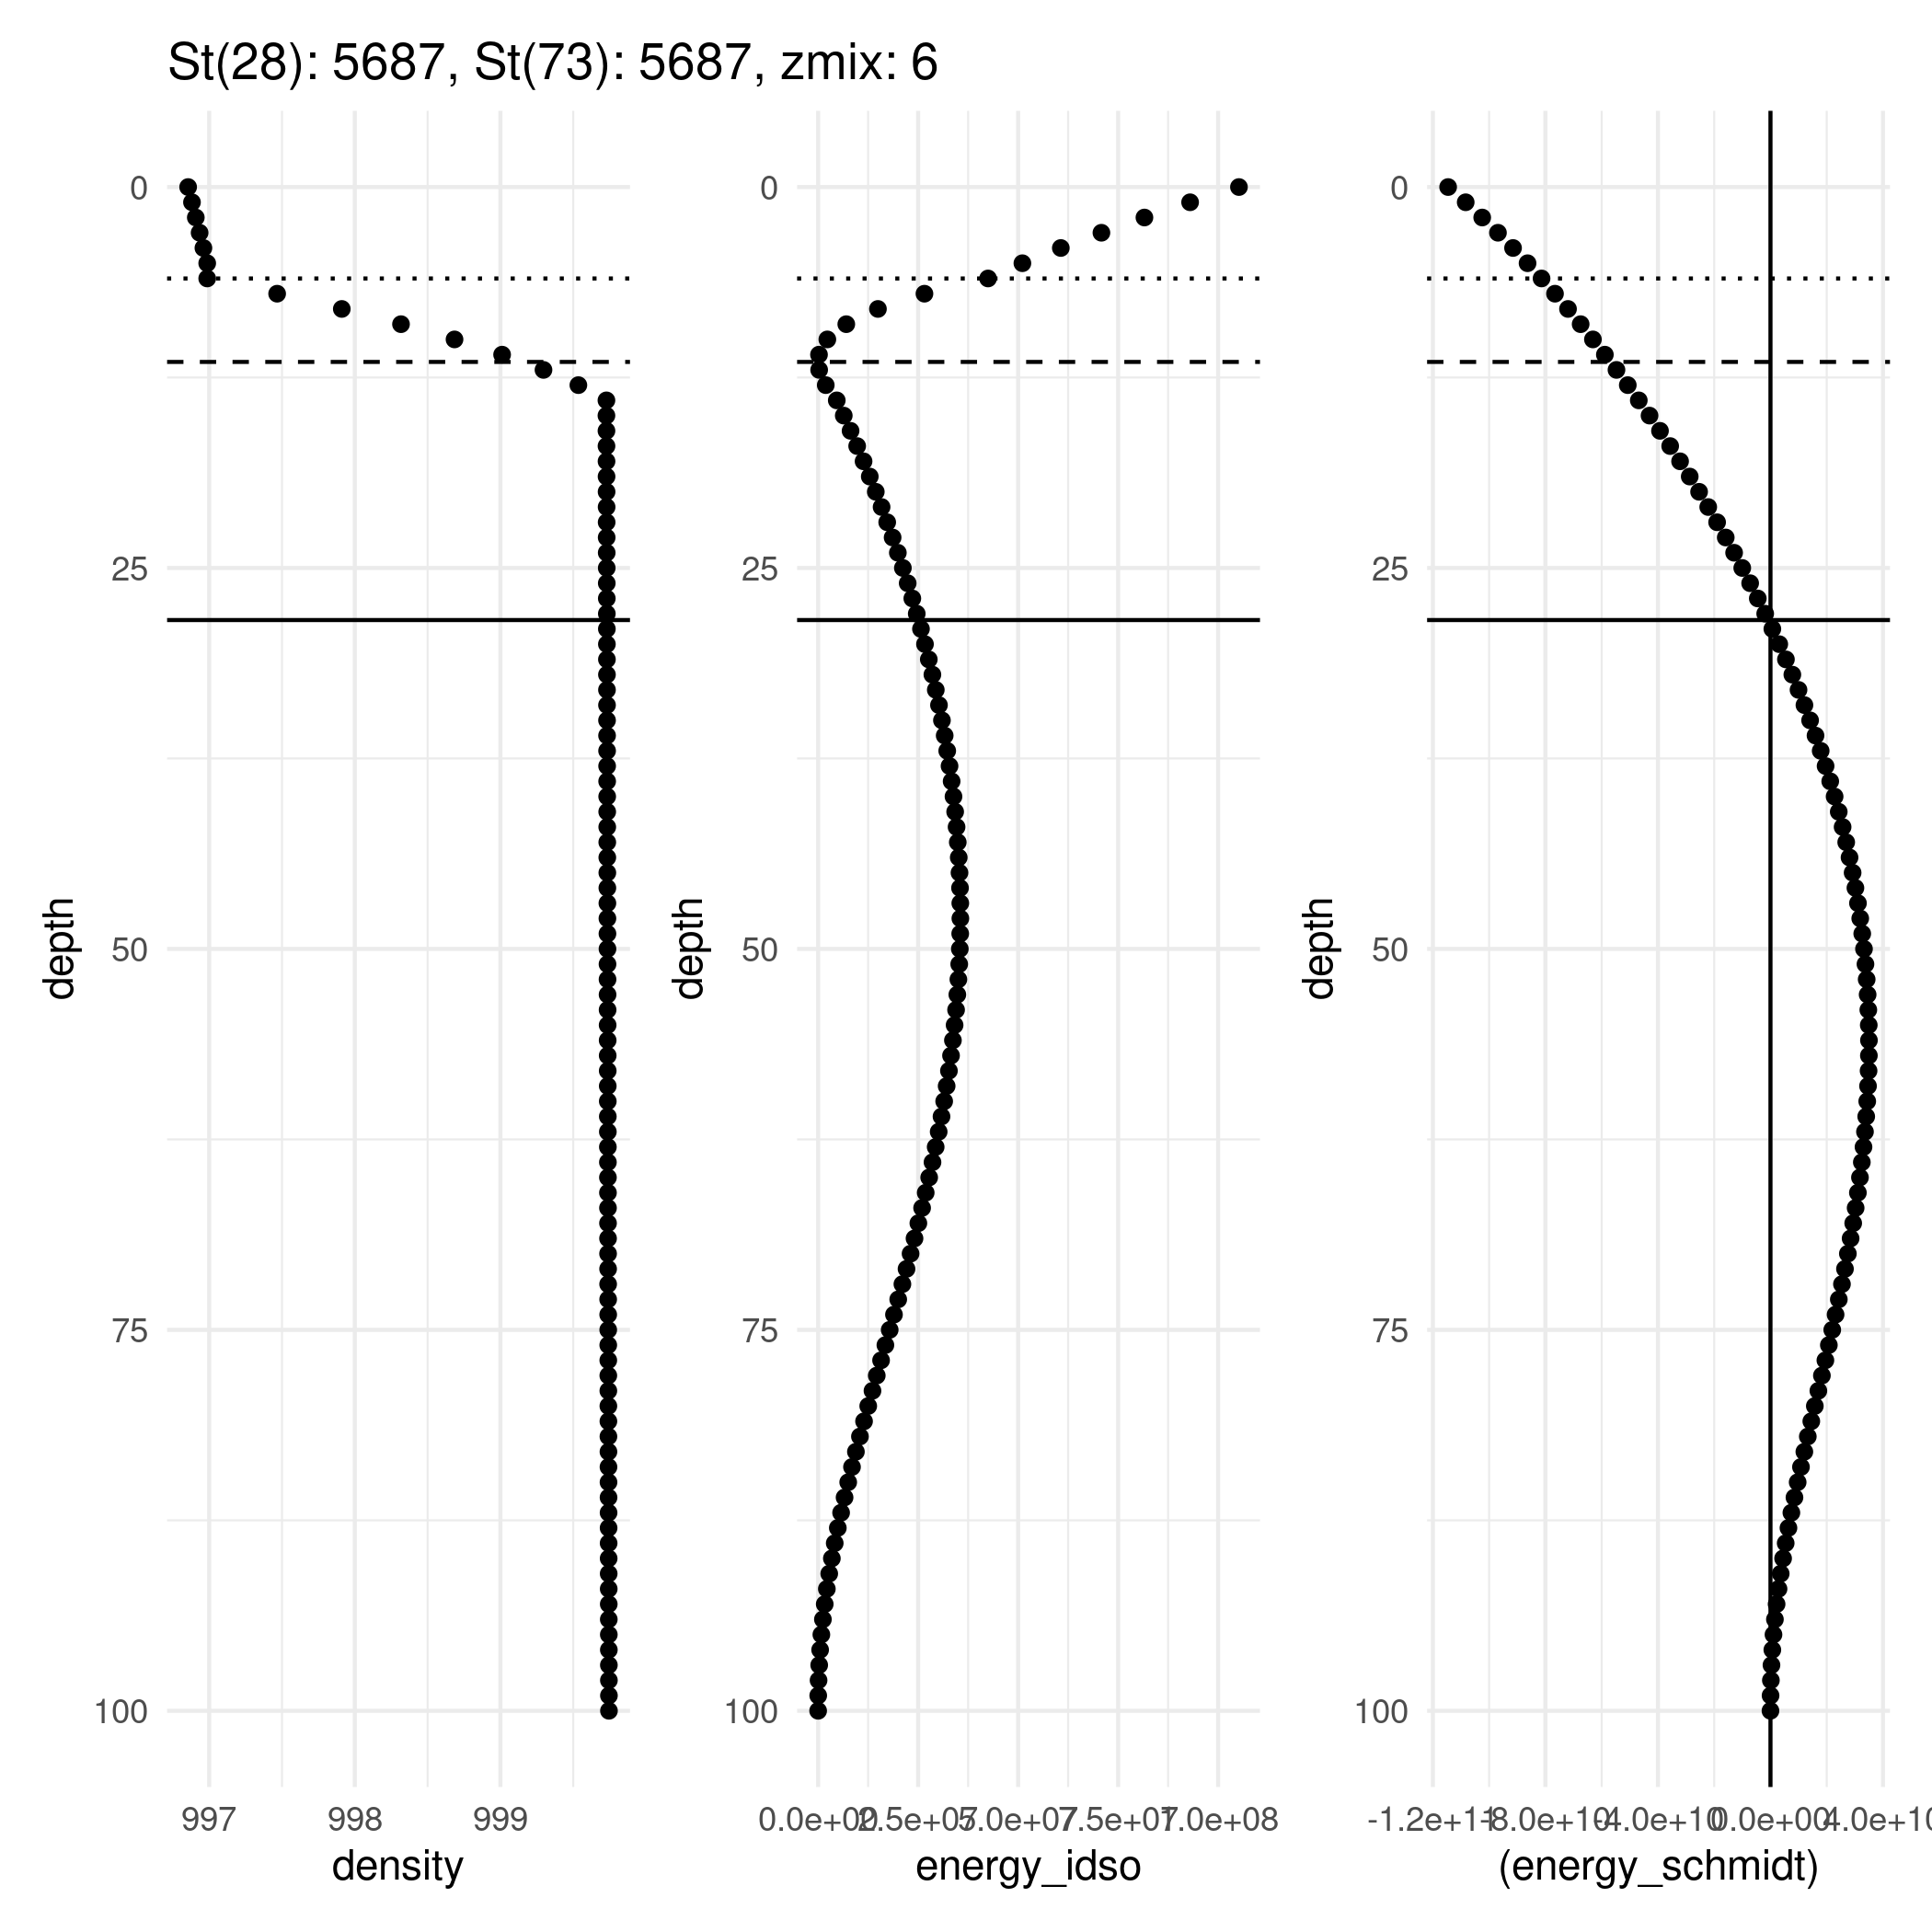 St(28): 5687, St(73): 5687, zmix: 6
0
25
50
75
100
depth
997 998 999
density
0
25
50
75
100
depth
0.0e+00 2.5e+07 5.0e+07 7.5e+07 1.0e+08
energy_idso
0
25
50
75
100
depth
-1.2e+11 -8.0e+10 -4.0e+10 0.0e+00 4.0e+10
(energy_schmidt)